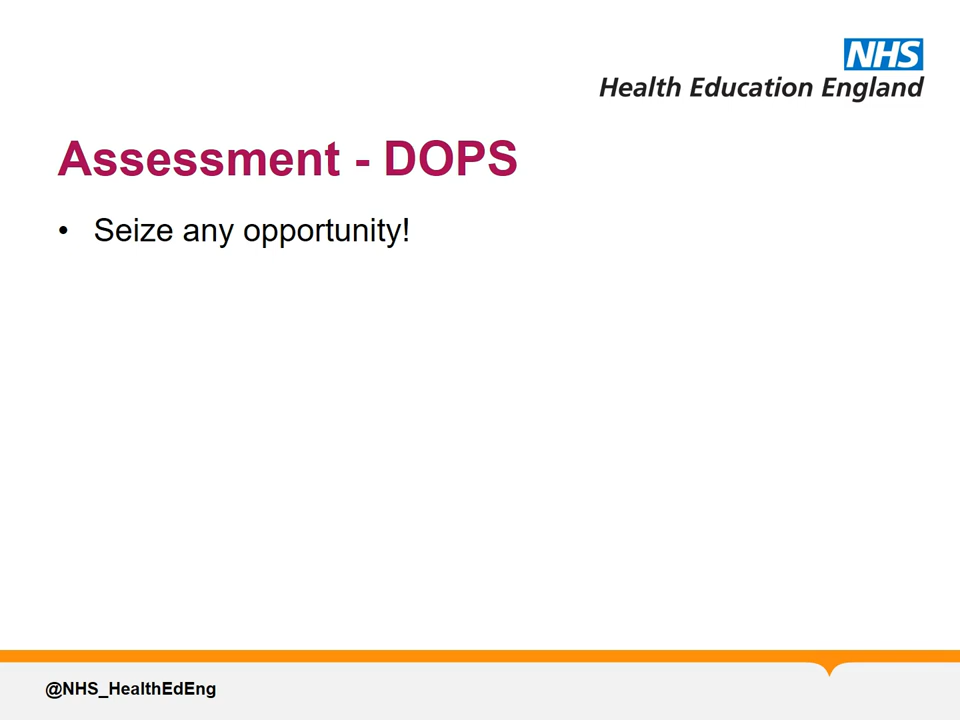 NHS
Health Education England
Assessment - DOPS
• Seize any opportunity!
@NHS_HealthEdEng